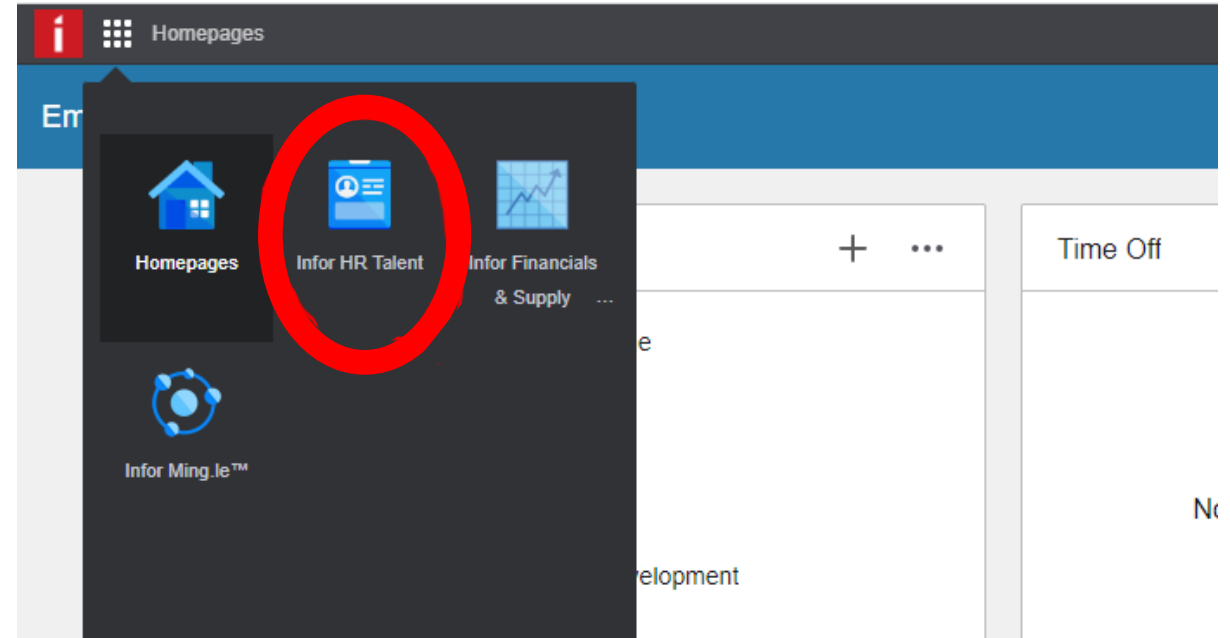 Homepages
Em
Homepages
Infor HR Talent
Infor Financials
& Supply ...
Infor Ming.le™
Time Off
e
No
velopment